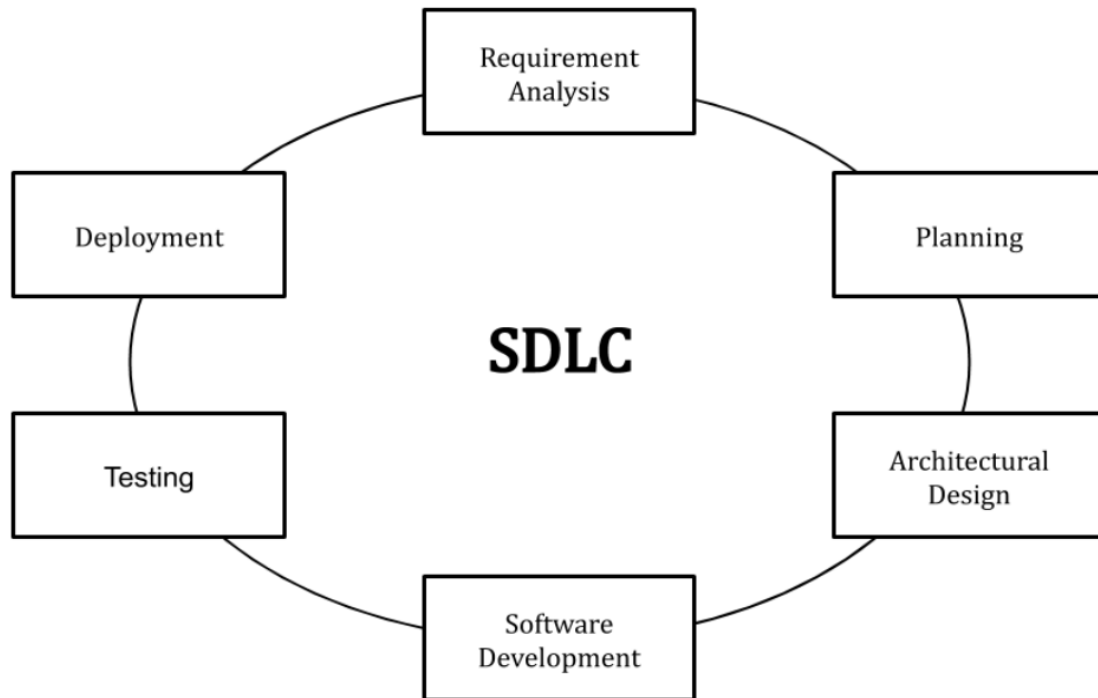 Requirement
Analysis
Deployment
Planning
SDLC
Testing
Architectural
Design
Software
Development